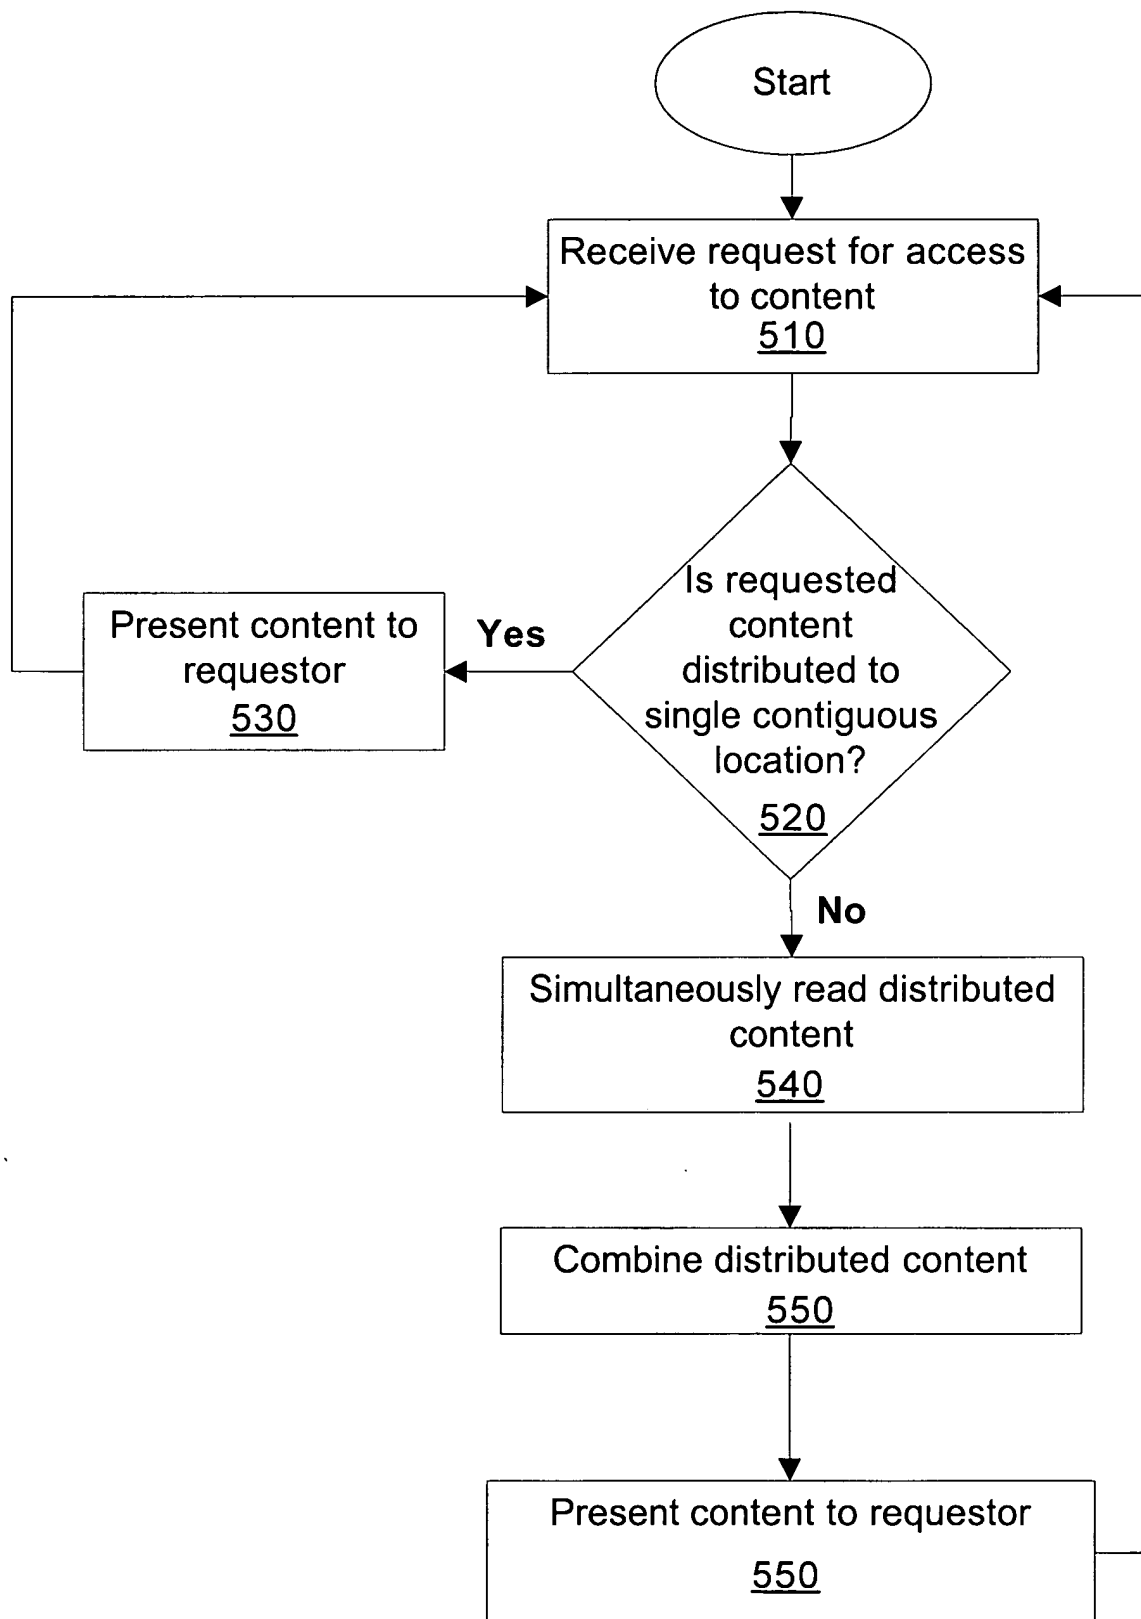 Start
Receive request for access
to content
510
Is requested
content
distributed to
single contiguous
location?
520
Yes
Present content to
requestor
530
No
Simultaneously read distributed
content
540
Combine distributed content
550
Present content to requestor
550